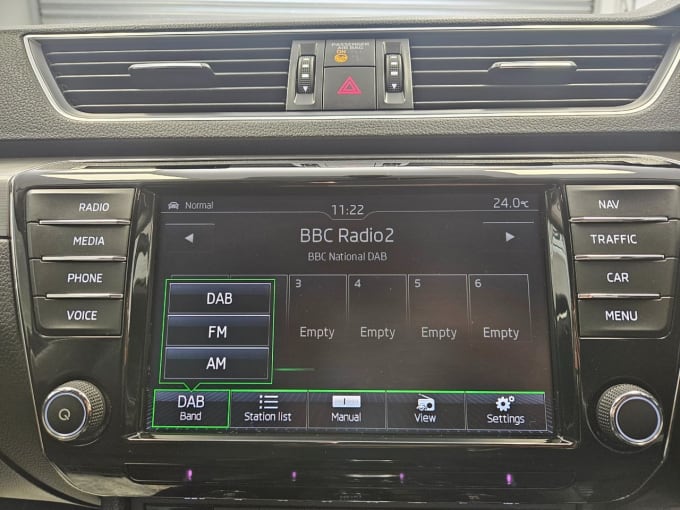 PASSENGER
AIR BAG
ON
RADIO
MEDIA
PHONE
VOICE
Normal
11:22
24.0°C
BBC Radio2
BBC National DAB
3
4
5
6
Empty
Empty
Empty
Empty
DAB
FM
AM
DAB
Band
Station list
Manual
View
Settings
NAV
TRAFFIC
CAR
MENU